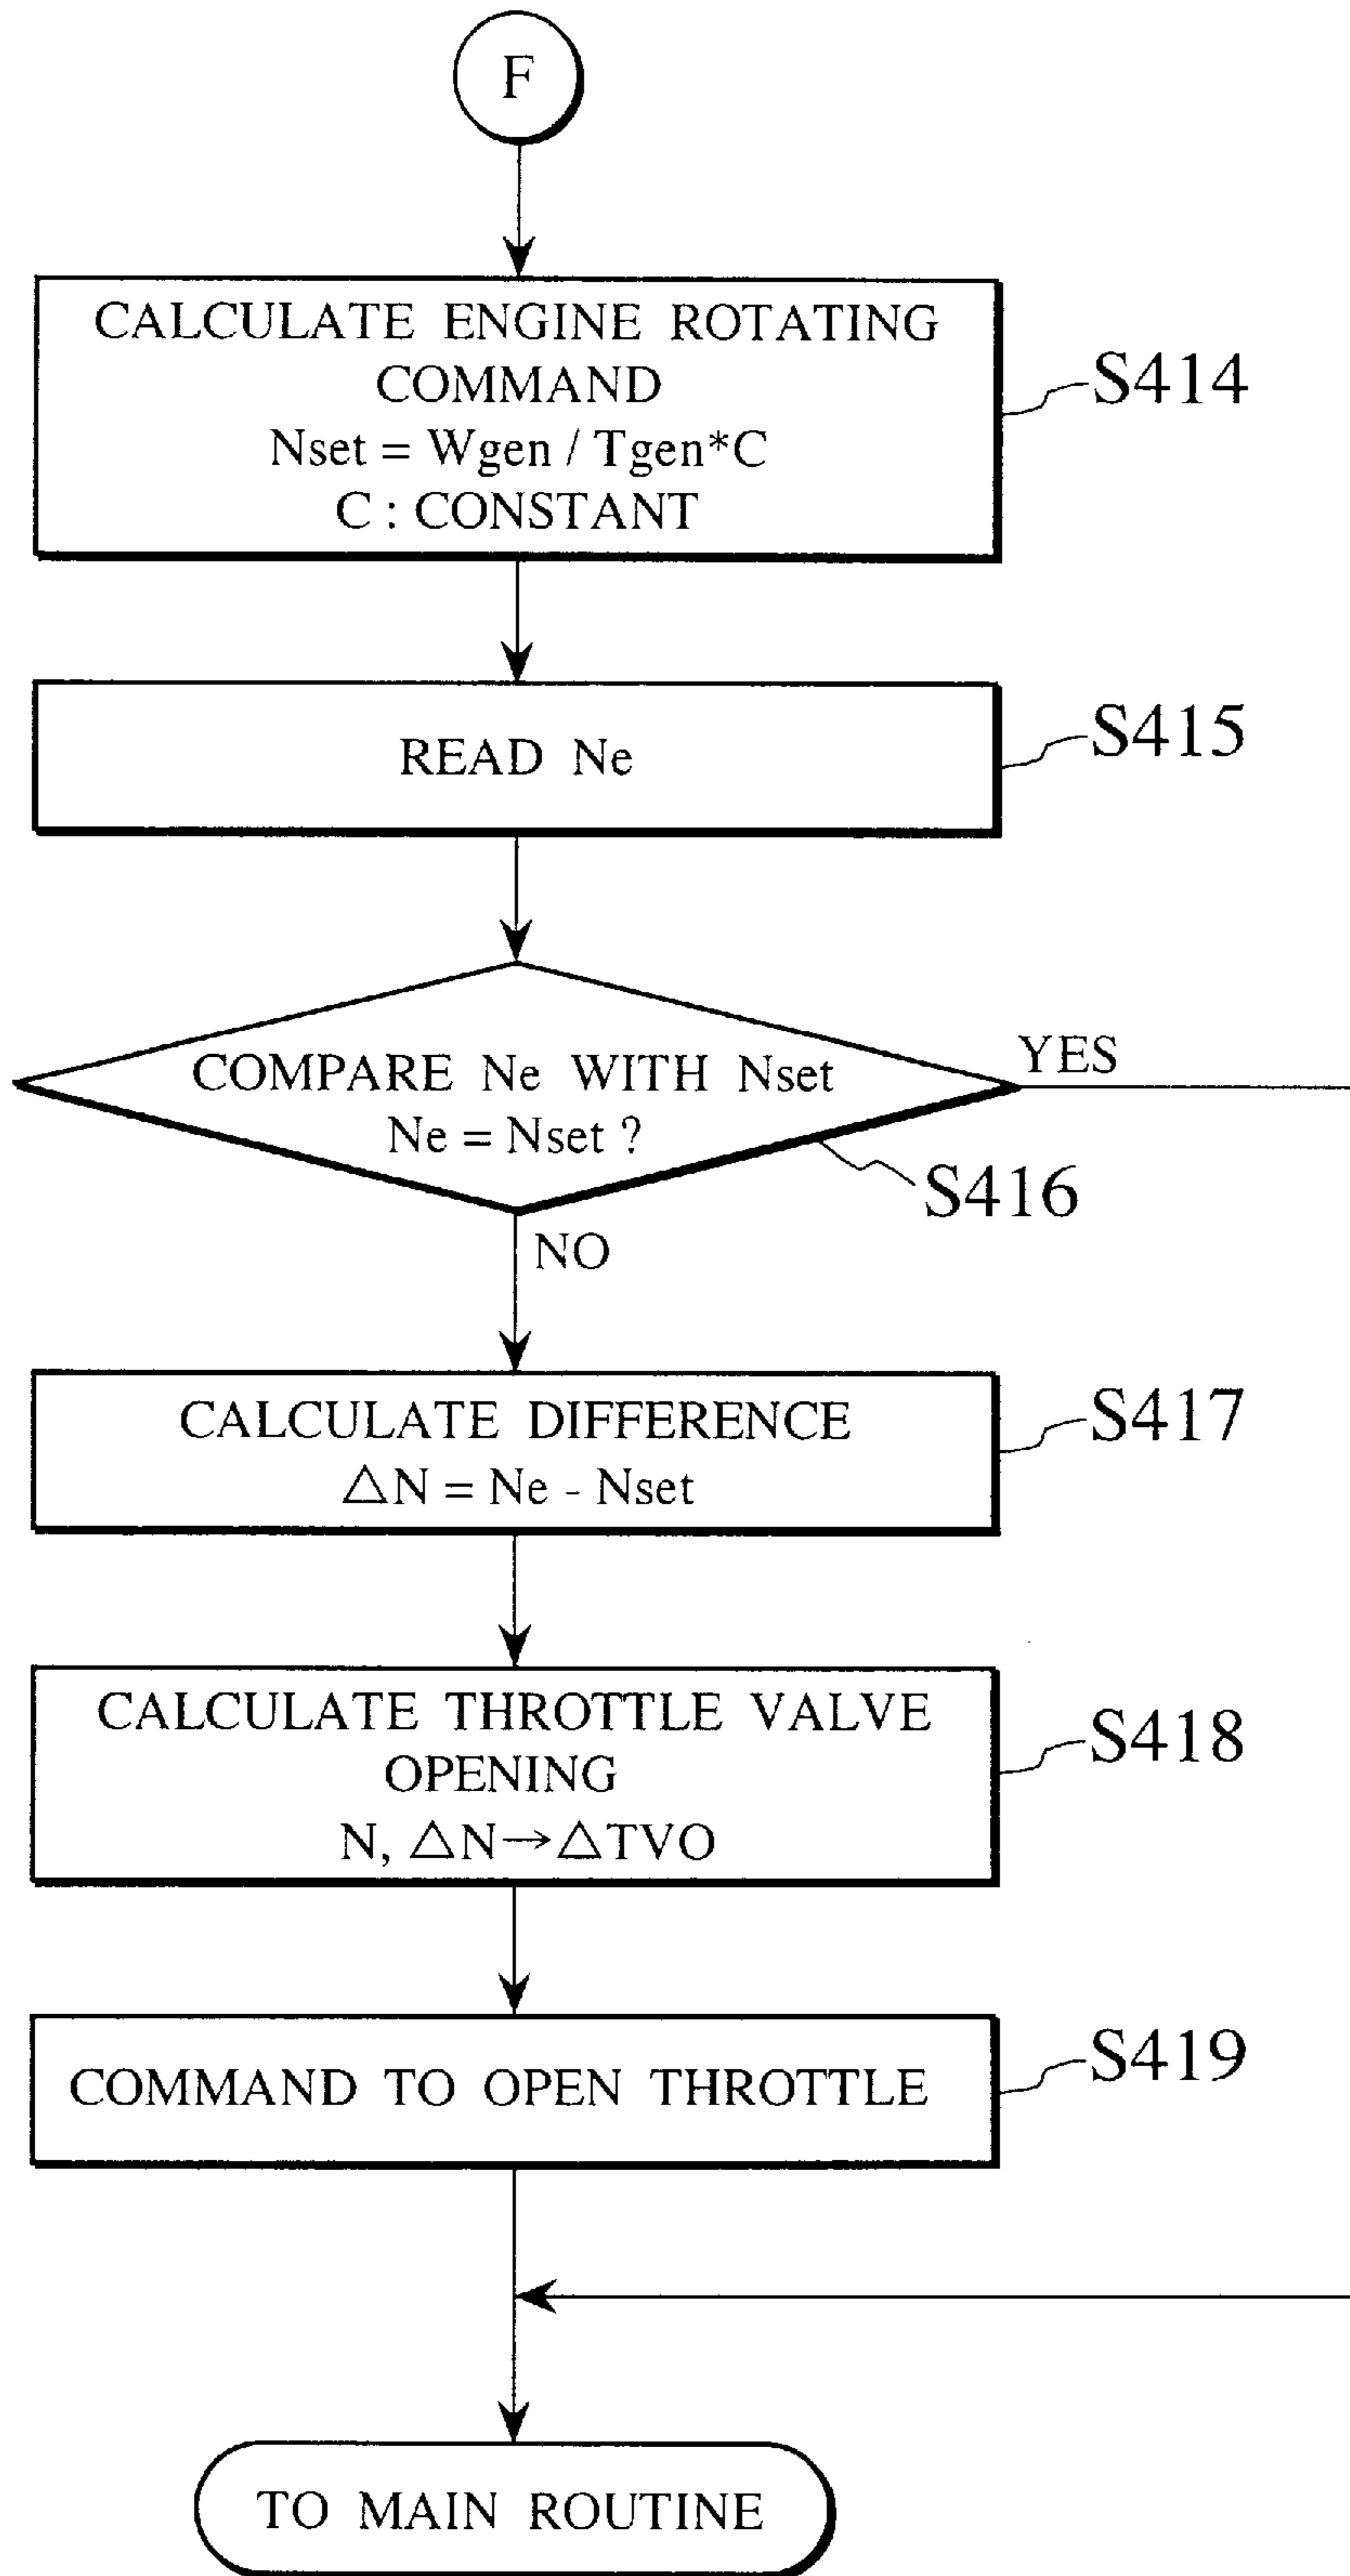 F
CALCULATE ENGINE ROTATING
COMMAND
Nset = Wgen / Tgen*C
C : CONSTANT
S414
READ Ne
S415
COMPARE Ne WITH Nset
Ne = Nset ?
YES
S416
NO
CALCULATE DIFFERENCE
△N = Ne - Nset
S417
CALCULATE THROTTLE VALVE
OPENING
N, △N→△TVO
S418
COMMAND TO OPEN THROTTLE
S419
TO MAIN ROUTINE